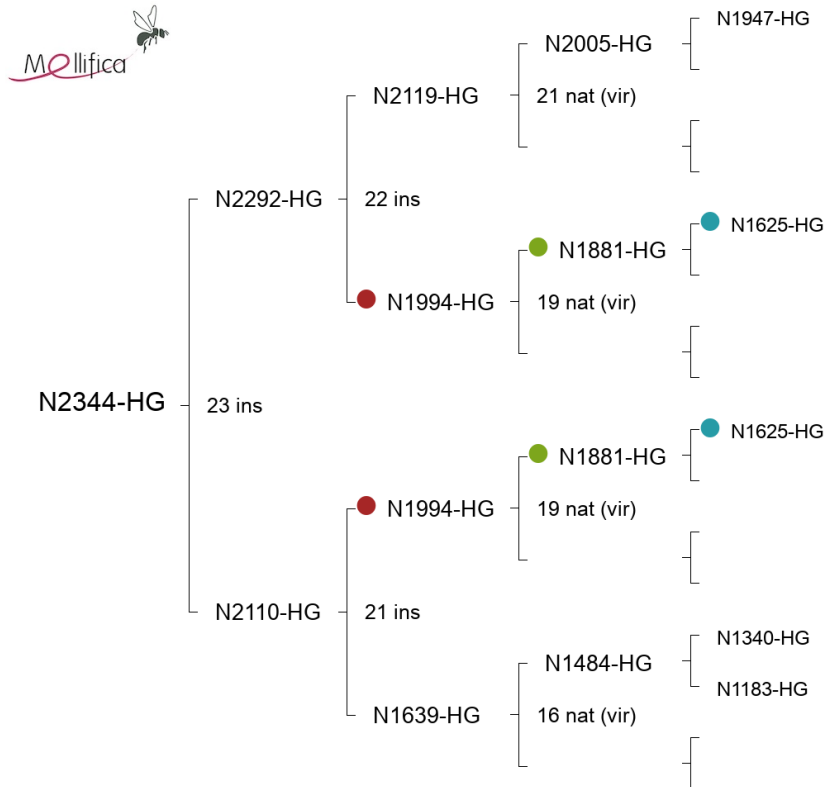 Mellifica
N1947-HG
N2005-HG
N2119-HG
21 nat (vir)
N2292-HG
22 ins
N1625-HG
N1881-HG
N1994-HG
19 nat (vir)
N2344-HG
23 ins
N1625-HG
N1881-HG
N1994-HG
19 nat (vir)
N2110-HG
21 ins
N1340-HG
N1484-HG
N1183-HG
N1639-HG
16 nat (vir)